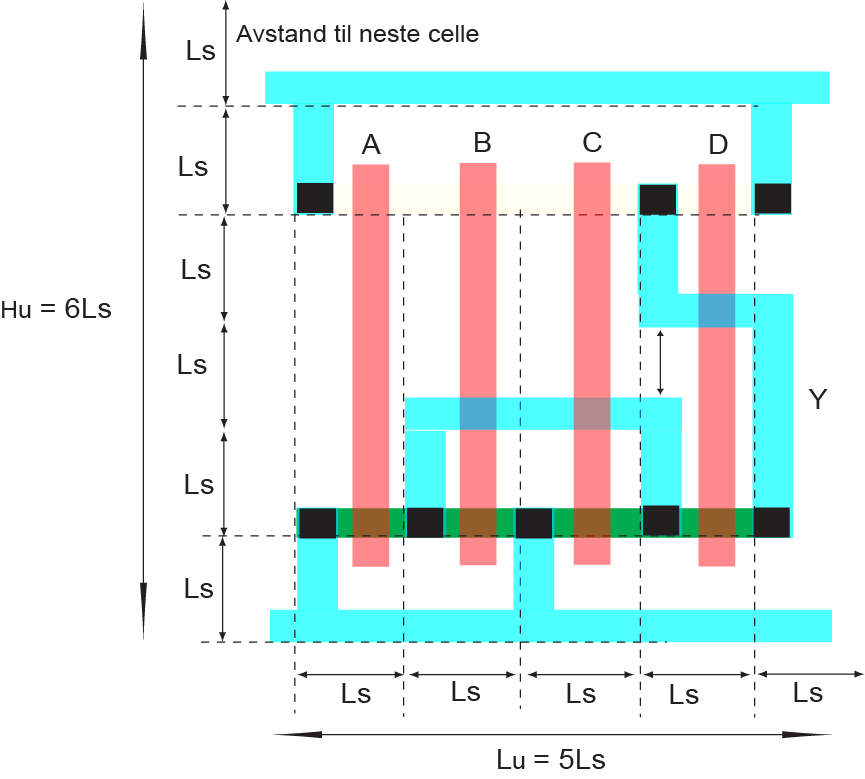 Ls
Avstand til neste celle
Ls
A
B
C
D
Ls
Hu = 6Ls
Ls
Y
Ls
Ls
Ls
Ls
Ls
Ls
Ls
Lu = 5Ls